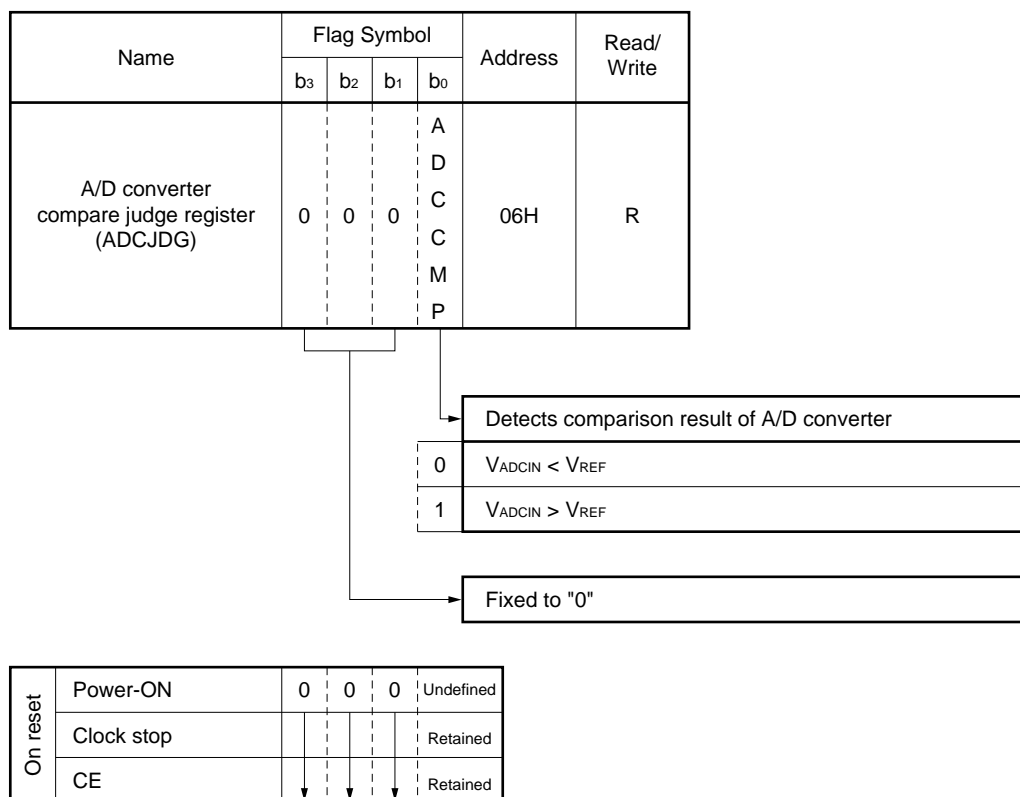 Name
Flag Symbol
Address
Read/
Write
b3 b2 b1 b0
A/D converter
compare judge register
(ADCJDG)
0 0 0
A
D
C
C
M
P
06H
R
Detects comparison result of A/D converter
0 VADCIN < VREF
1 VADCIN > VREF
Fixed to "0"
On reset
Power-ON 0 0 0 Undefined
Clock stop Retained
CE Retained